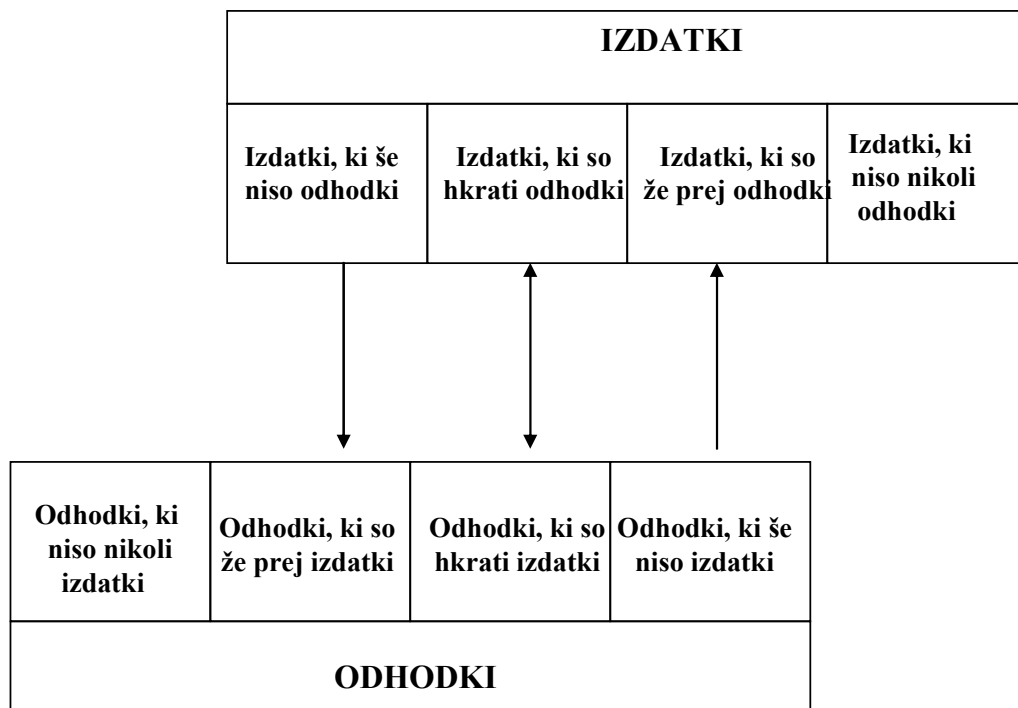 IZDATKI
Izdatki, ki še
niso odhodki
Izdatki, ki so
hkrati odhodki
Izdatki, ki so
že prej odhodki
Izdatki, ki
niso nikoli
odhodki
Odhodki, ki
niso nikoli
izdatki
Odhodki, ki so
že prej izdatki
Odhodki, ki so
hkrati izdatki
Odhodki, ki še
niso izdatki
ODHODKI